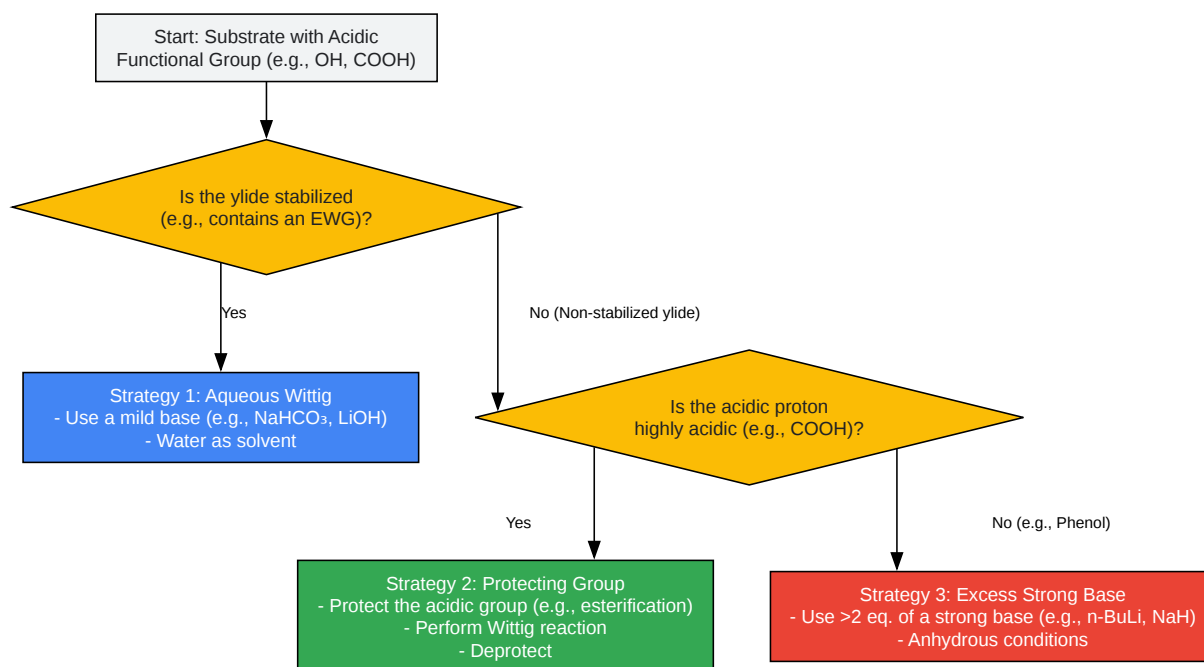 Start: Substrate with Acidic
Functional Group (e.g., OH, COOH)
Is the ylide stabilized
(e.g., contains an EWG)?
Yes
No (Non-stabilized ylide)
Strategy 1: Aqueous Wittig
- Use a mild base (e.g., NaHCO₃, LiOH)
- Water as solvent
Is the acidic proton
highly acidic (e.g., COOH)?
Yes
No (e.g., Phenol)
Strategy 2: Protecting Group
- Protect the acidic group (e.g., esterification)
- Perform Wittig reaction
- Deprotect
Strategy 3: Excess Strong Base
- Use >2 eq. of a strong base (e.g., n-BuLi, NaH)
- Anhydrous conditions